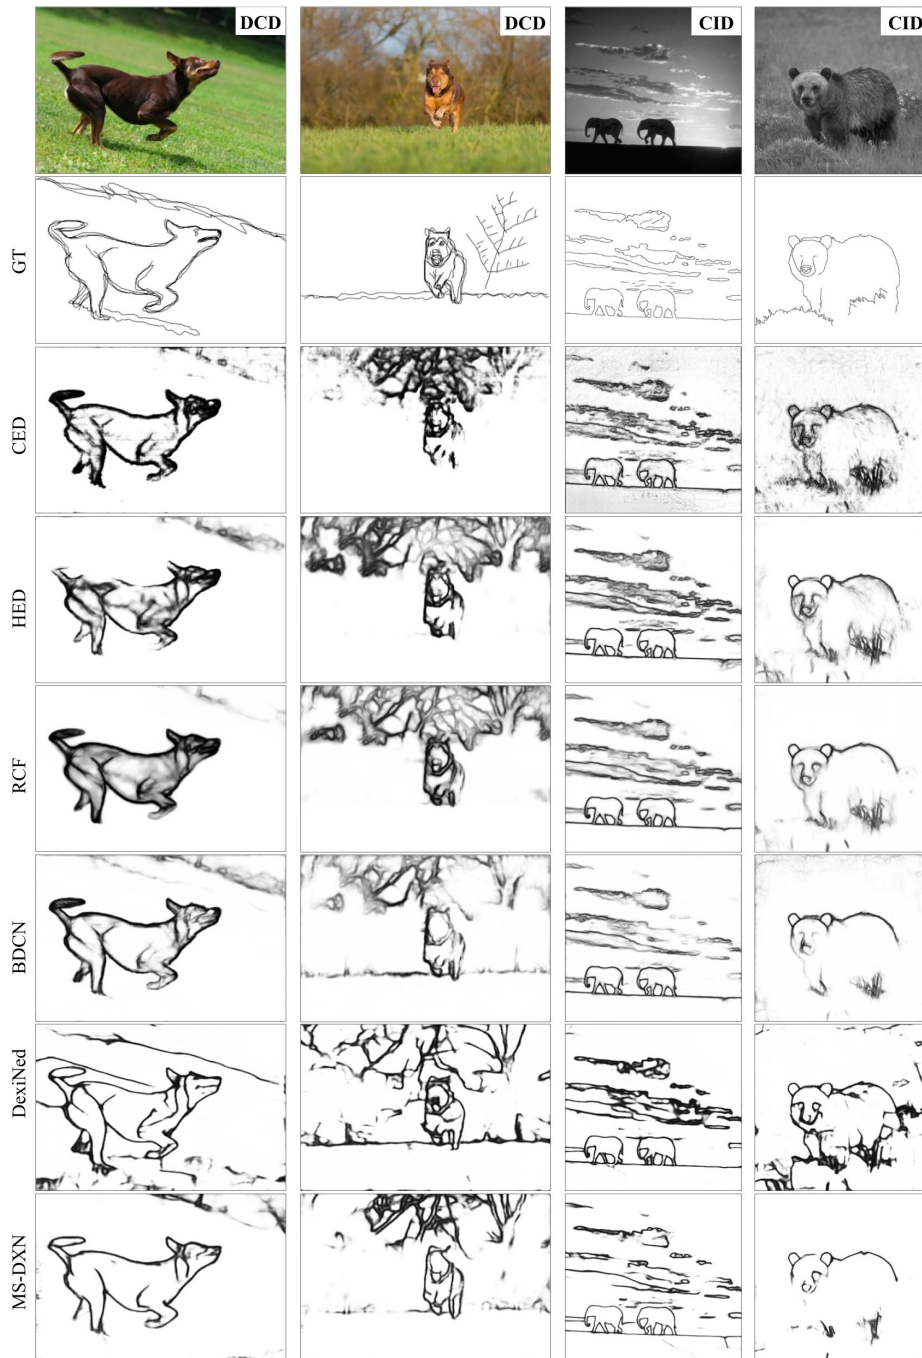 DCD
DCD
CID
CID
GT
CED
HED
RCF
BDCN
DexiNed
MS-DXN